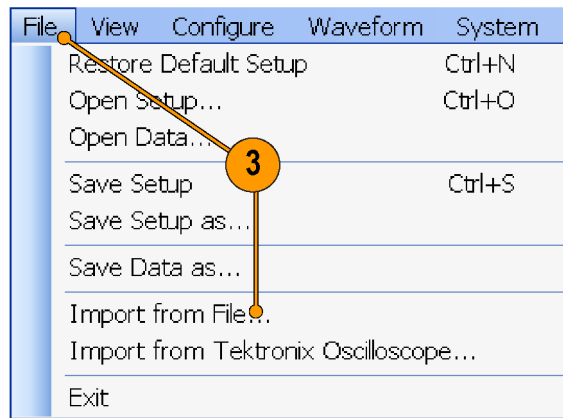 File View Configure Waveform System
Restore Default Setup Ctrl+N
Open Setup... Ctrl+O
Open Data...
3
Save Setup Ctrl+S
Save Setup as...
Save Data as...
Import from File...
Import from Tektronix Oscilloscope...
Exit